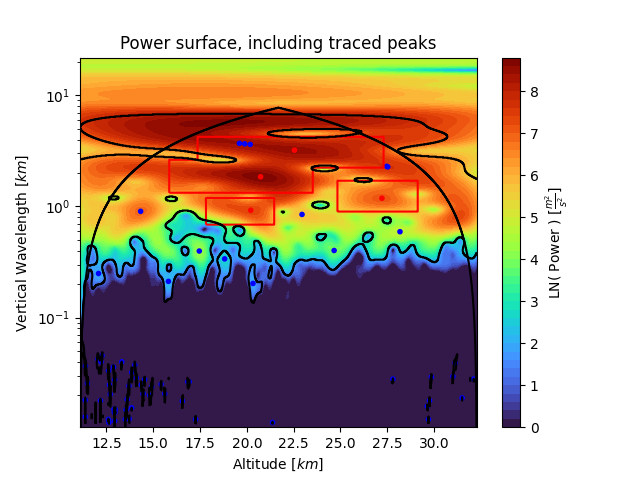 Power surface, including traced peaks
Vertical Wavelength [km]
10¹
10⁰
10⁻¹
12.5 15.0 17.5 20.0 22.5 25.0 27.5 30.0
Altitude [km]
8
7
6
5
4
3
2
1
0
LN( Power ) [m²/s²]